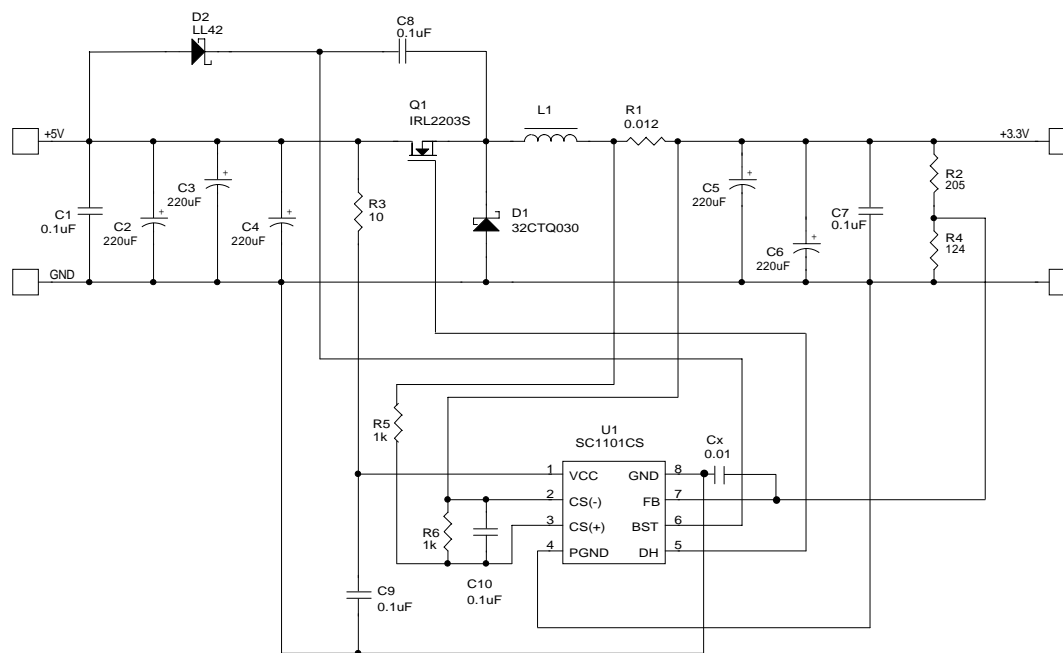 D2
LL42
C8
0.1uF
Q1
IRL2203S
L1
R1
0.012
+5V
+3.3V
C1
0.1uF
C2
220uF
C3
220uF
+
+
C4
220uF
+
R3
10
D1
32CTQ030
C5
220uF
+
C6
220uF
+
C7
0.1uF
R2
205
R4
124
GND
R5
1k
R6
1k
C10
0.1uF
C9
0.1uF
U1
SC1101CS
1 VCC GND 8
2 CS(-) FB 7
3 CS(+) BST 6
4 PGND DH 5
Cx
0.01